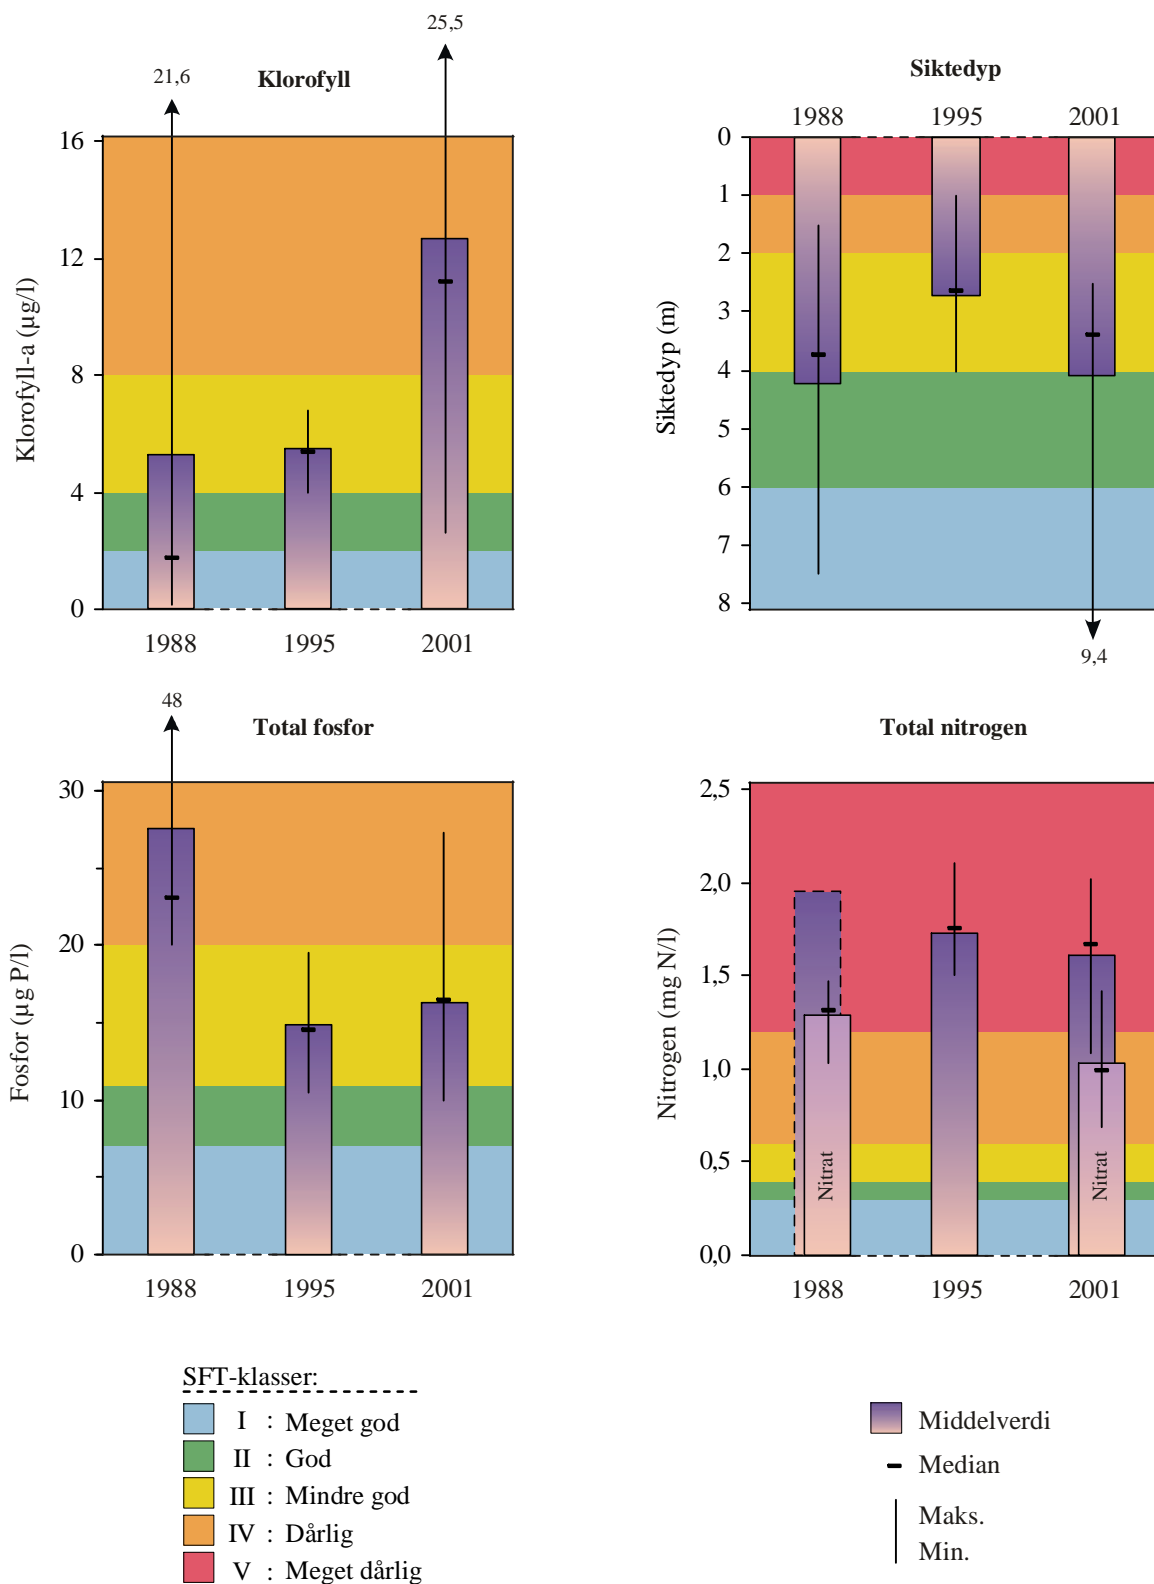 21,6
Klorofyll
25,5
16
12
8
4
0
Klorofyll-a (µg/l)
1988
1995
2001
Siktedyp
1988
1995
2001
0
1
2
3
4
5
6
7
8
Siktedyp (m)
9,4
48
Total fosfor
30
20
10
0
Fosfor (µg P/l)
1988
1995
2001
Total nitrogen
2,5
2,0
1,5
1,0
0,5
0,0
Nitrogen (mg N/l)
Nitrat
Nitrat
1988
1995
2001
SFT-klasser:
I : Meget god
II : God
III : Mindre god
IV : Dårlig
V : Meget dårlig
Middelverdi
Median
Maks.
Min.